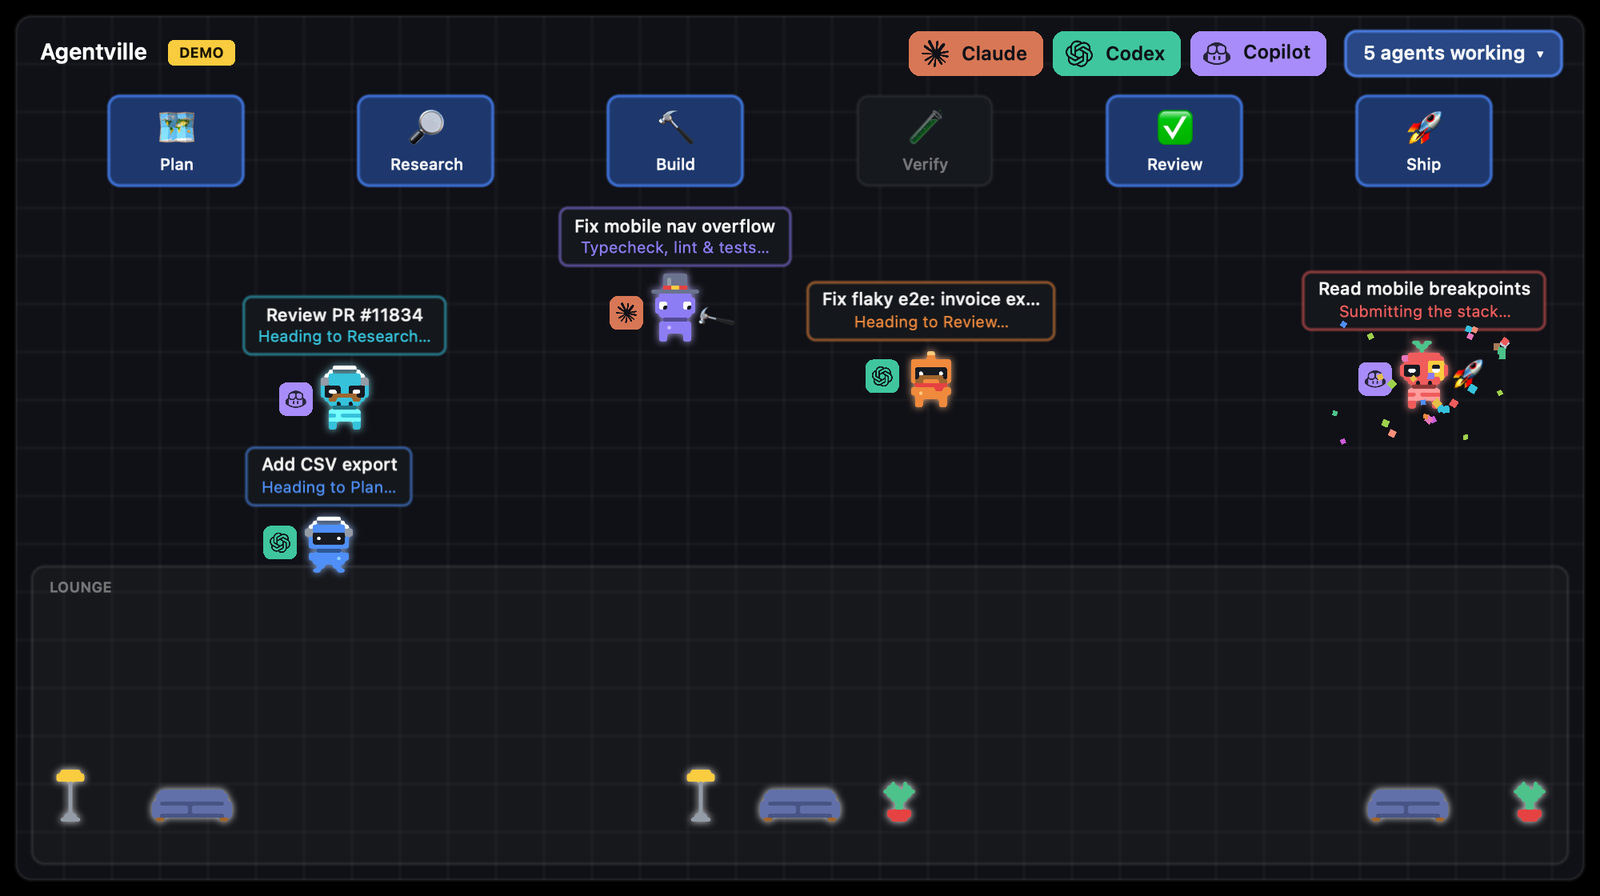 Agentville
DEMO
Claude
Codex
Copilot
5 agents working
Plan
Research
Build
Verify
Review
Ship
Fix mobile nav overflow
Typecheck, lint & tests...
Read mobile breakpoints
Submitting the stack...
Fix flaky e2e: invoice ex...
Heading to Review...
Review PR #11834
Heading to Research...
Add CSV export
Heading to Plan...
LOUNGE